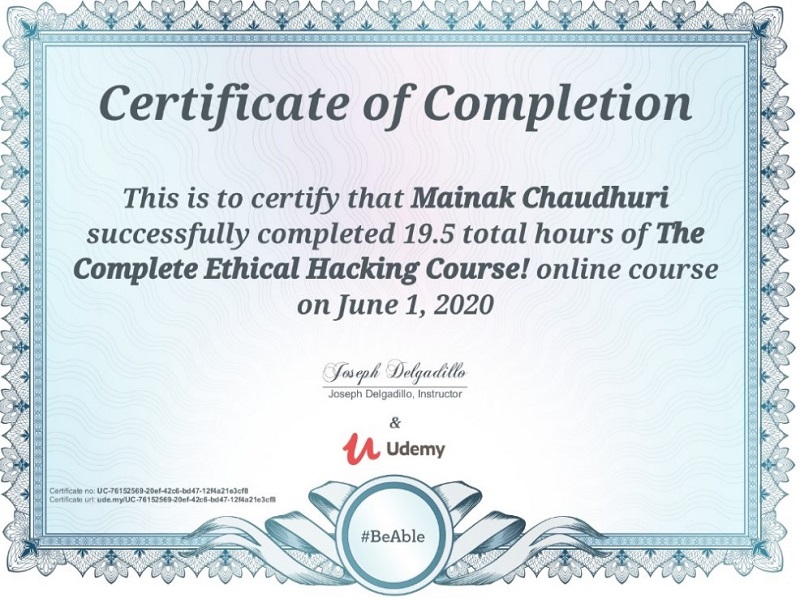 Certificate of Completion
This is to certify that Mainak Chaudhuri
successfully completed 19.5 total hours of The
Complete Ethical Hacking Course! online course
on June 1, 2020
Joseph Delgadillo
Joseph Delgadillo, Instructor
&
Udemy
Certificate no: UC-76152569-20ef-42c6-bd47-12f4a21e3cf8
Certificate url: ude.my/UC-76152569-20ef-42c6-bd47-12f4a21e3cf8
#BeAble